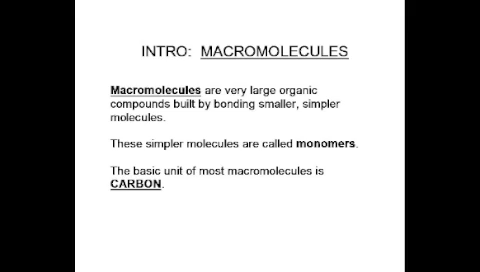 INTRO: MACROMOLECULES
Macromolecules are very large organic
compounds built by bonding smaller, simpler
molecules.
These simpler molecules are called monomers.
The basic unit of most macromolecules is
CARBON.